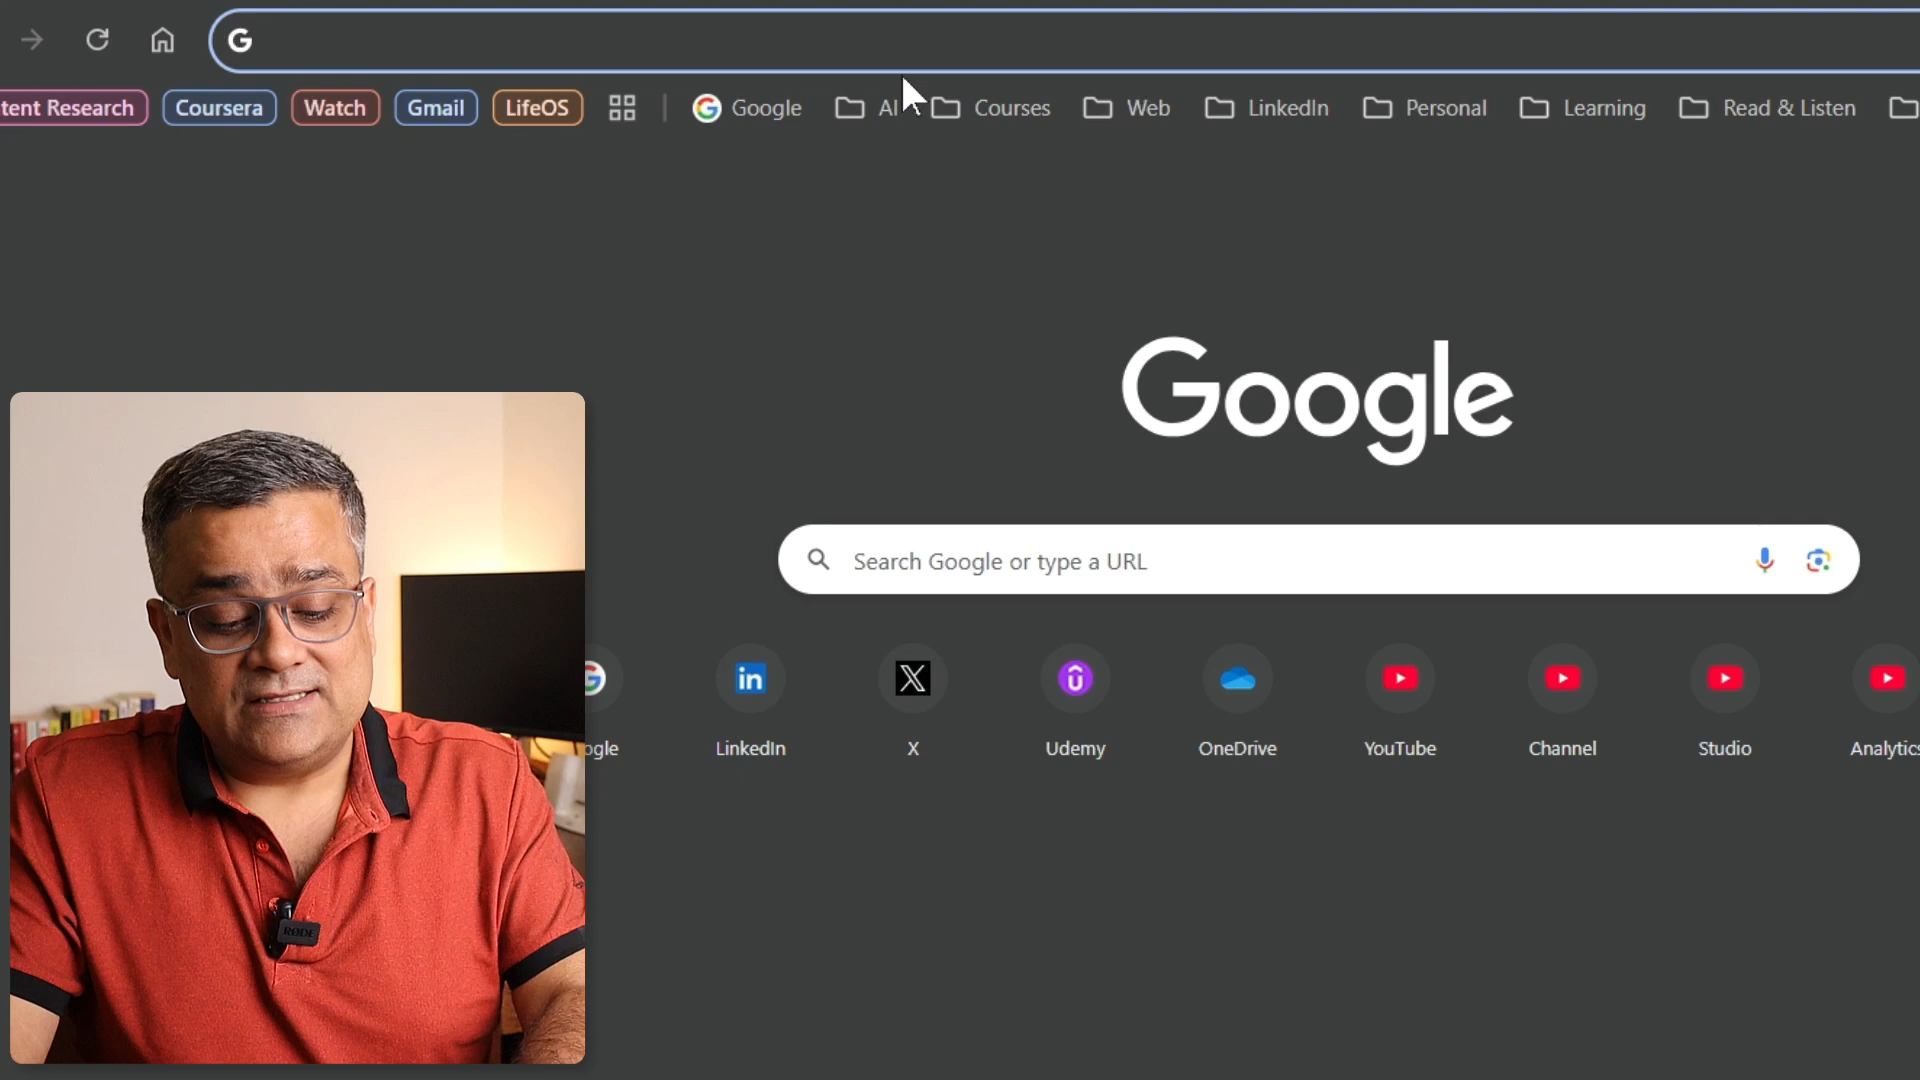 tent Research Coursera Watch Gmail LifeOS Google AI Courses Web LinkedIn Personal Learning Read & Listen
Google
Search Google or type a URL
ogle LinkedIn X Udemy OneDrive YouTube Channel Studio Analytics
RODE